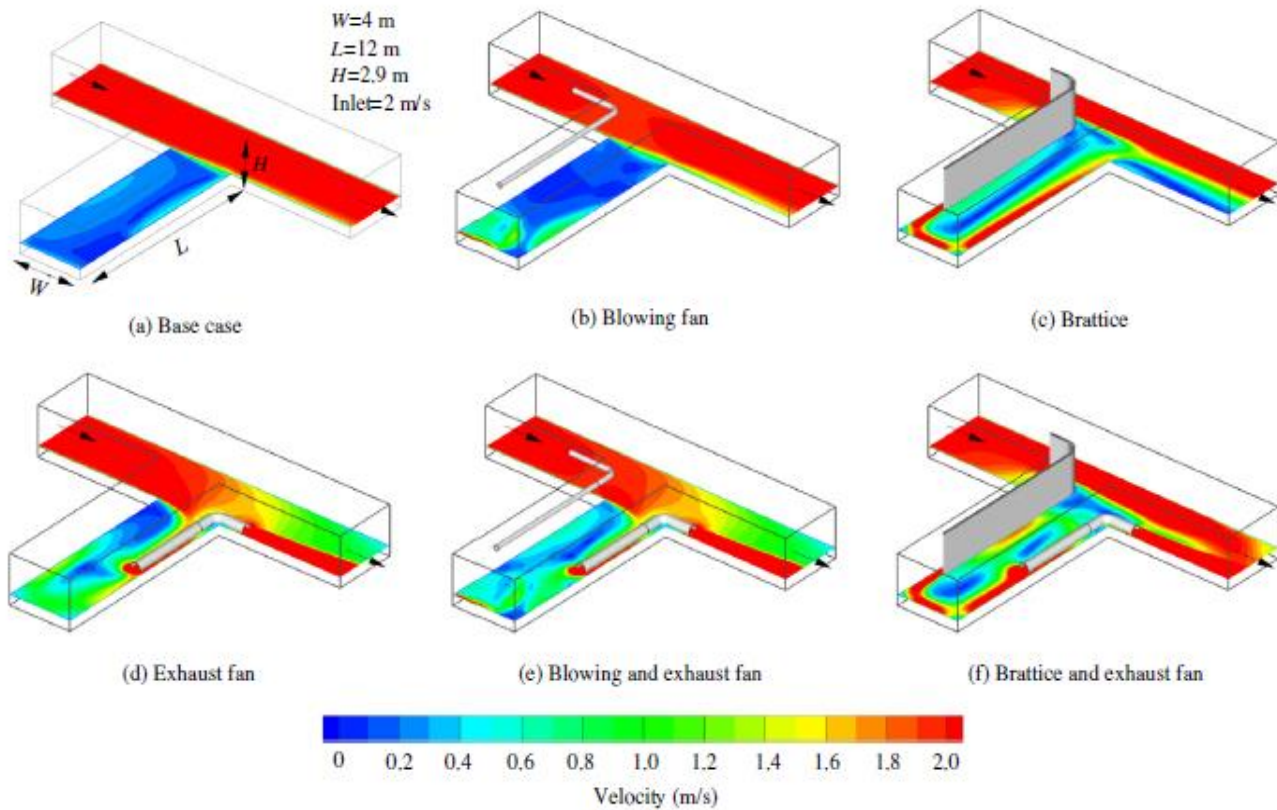 W=4 m
L=12 m
H=2.9 m
Inlet=2 m/s
H
L
W
(a) Base case
(b) Blowing fan
(c) Brattice
(d) Exhaust fan
(e) Blowing and exhaust fan
(f) Brattice and exhaust fan
0 0.2 0.4 0.6 0.8 1.0 1.2 1.4 1.6 1.8 2.0
Velocity (m/s)